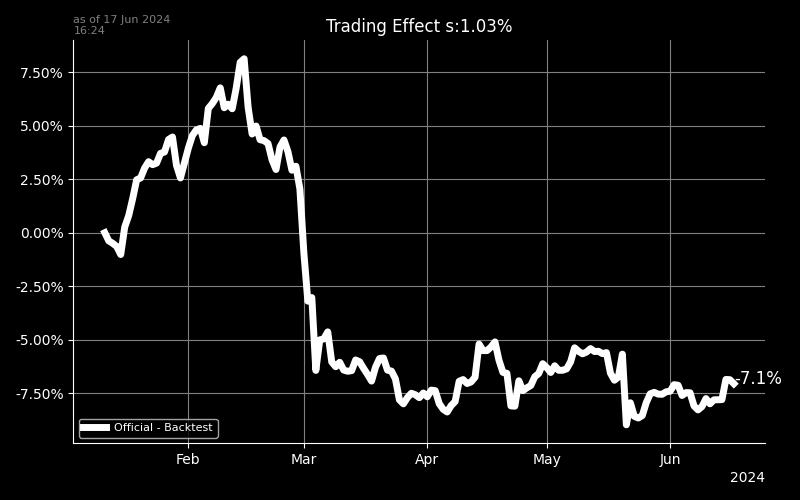 as of 17 Jun 2024
16:24
Trading Effect s:1.03%
7.50%
5.00%
2.50%
0.00%
-2.50%
-5.00%
-7.50%
-7.1%
Official - Backtest
Feb Mar Apr May Jun
2024